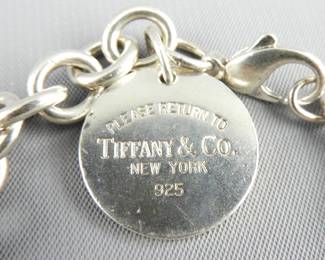 PLEASE RETURN TO
TIFFANY & CO.
NEW YORK
925